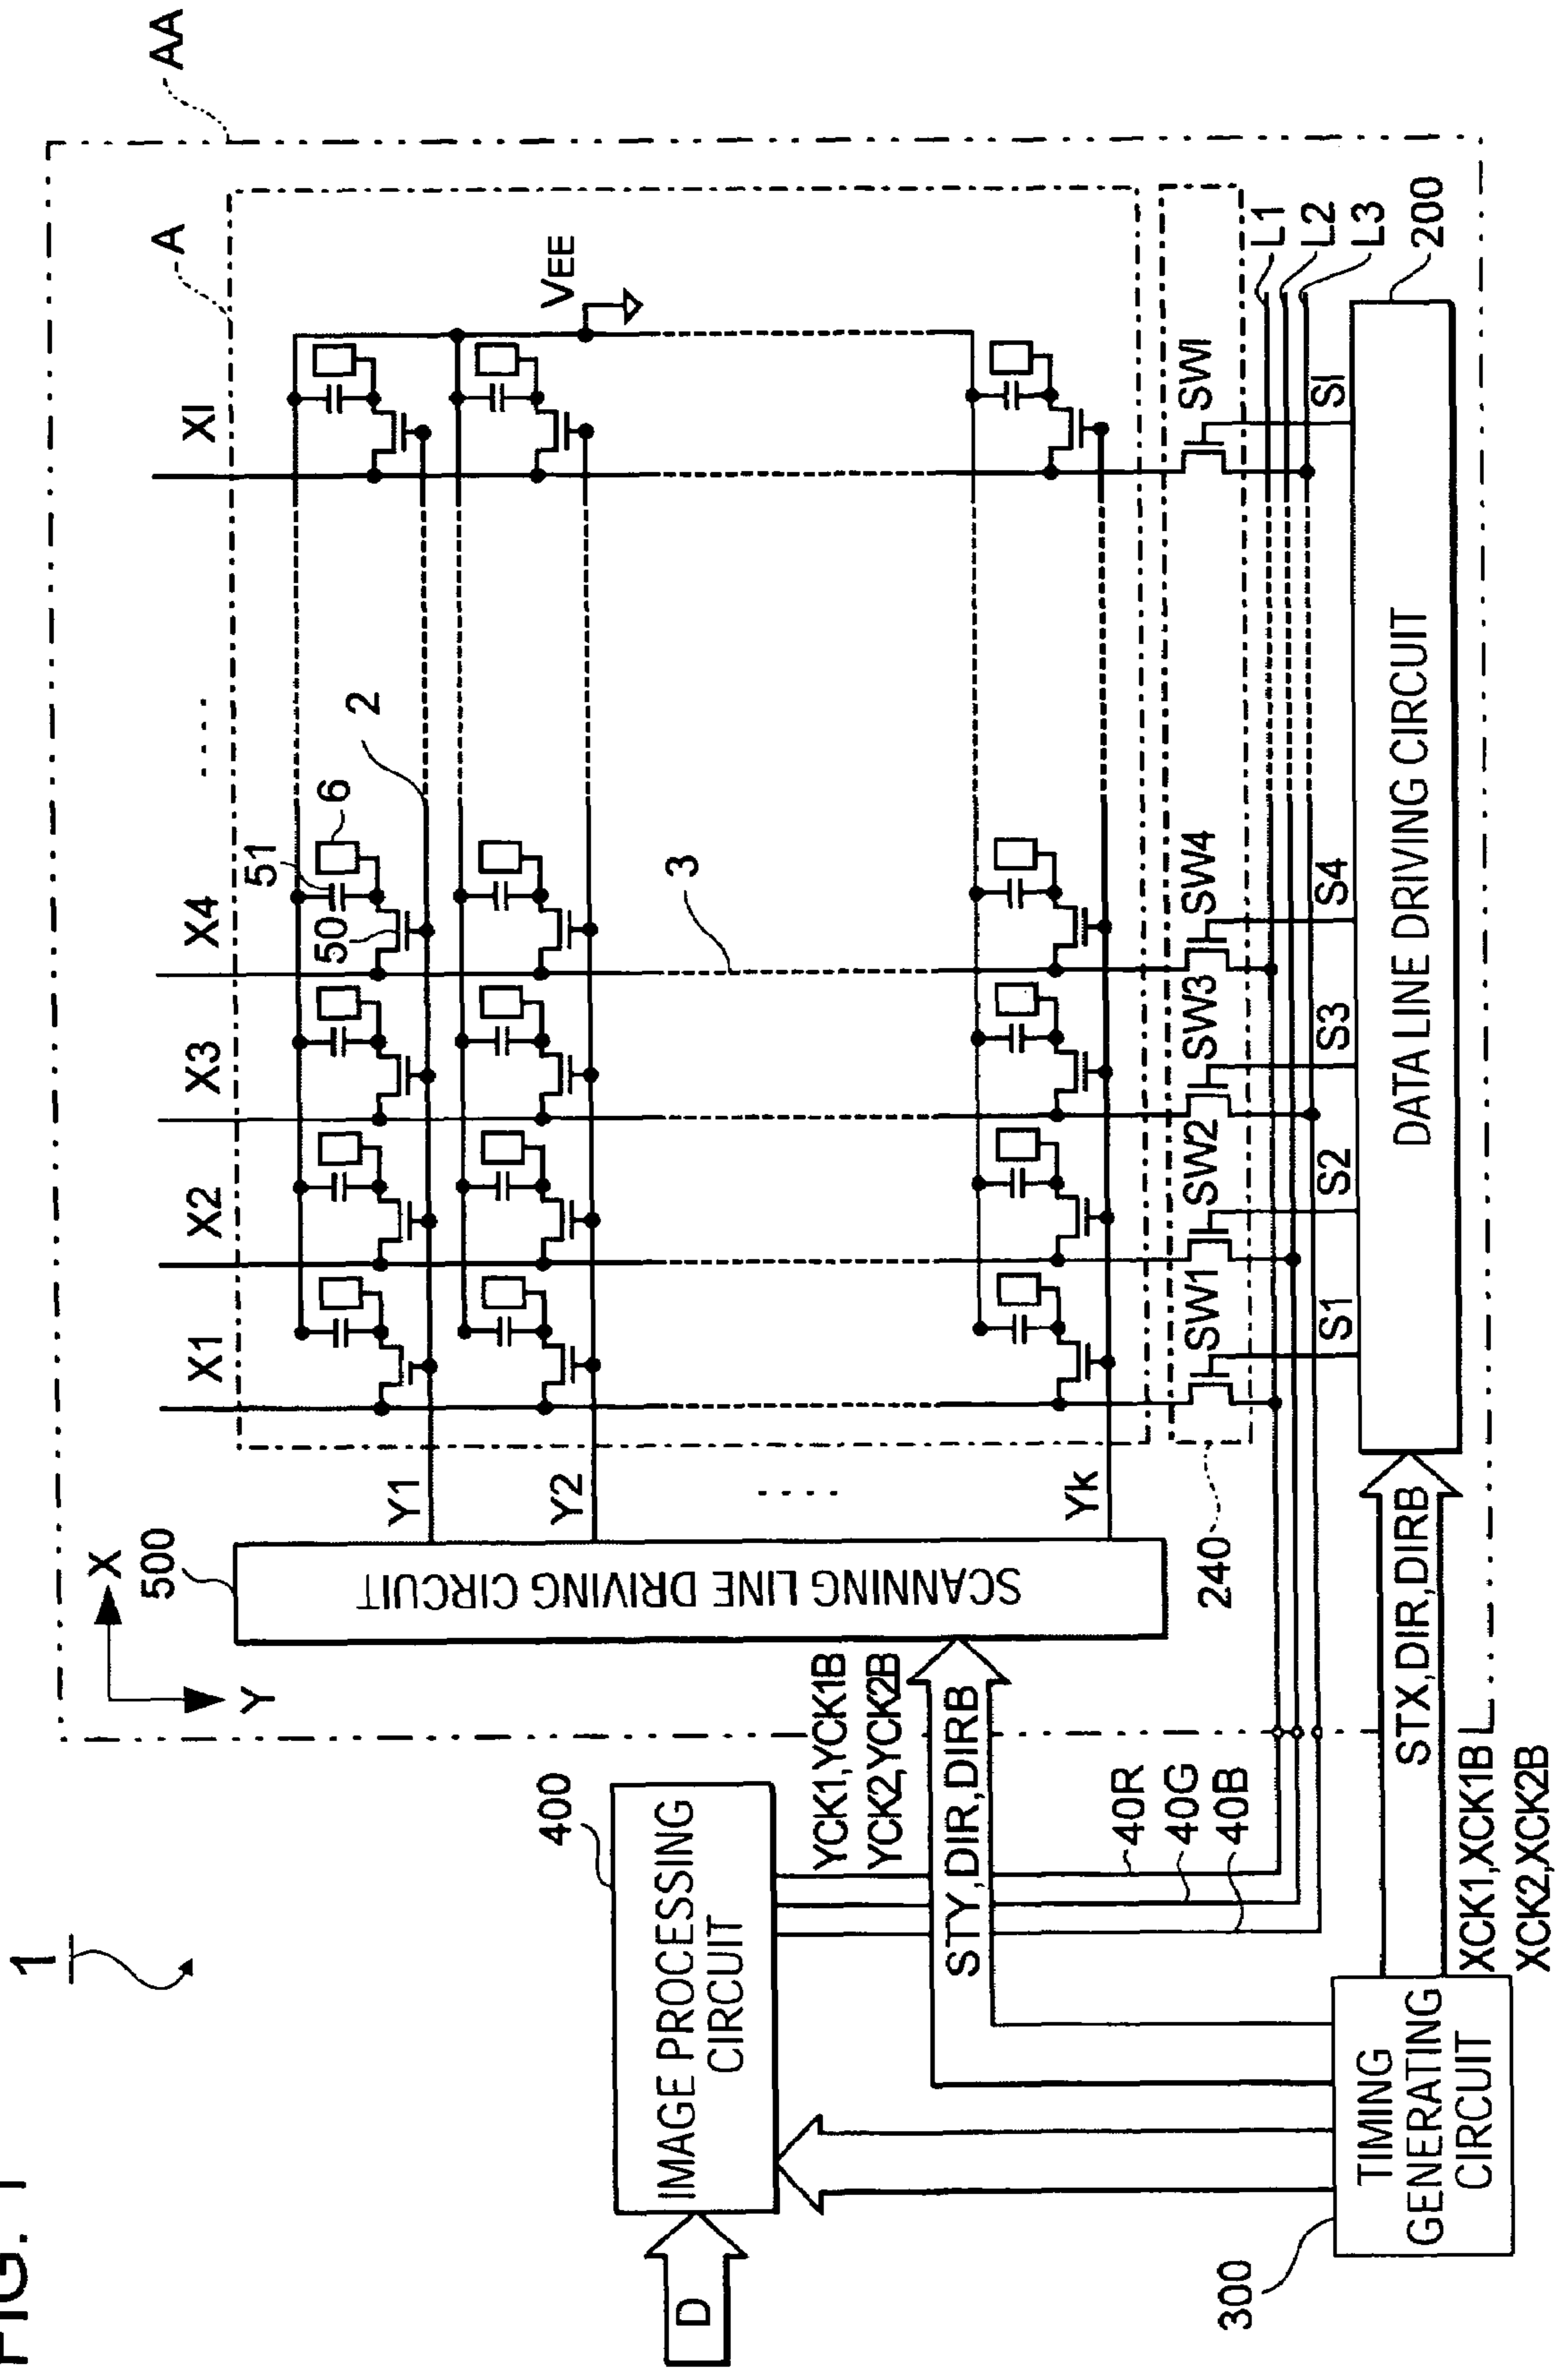 FIG. 1
1
AA
A
X
Y
500
X1
X2
X3
X4
. . . .
Xl
51
6
50
2
VEE
Y1
Y2
. . . .
Yk
3
SCANNING LINE DRIVING CIRCUIT
400
IMAGE PROCESSING
CIRCUIT
D
YCK1,YCK1B
YCK2,YCK2B
STY,DIR,DIRB
40R
40G
40B
240
SW1
SW2
SW3
SW4
SWl
L1
L2
L3
S1
S2
S3
S4
Sl
200
DATA LINE DRIVING CIRCUIT
STX,DIR,DIRB
XCK1,XCK1B
XCK2,XCK2B
300
TIMING
GENERATING
CIRCUIT